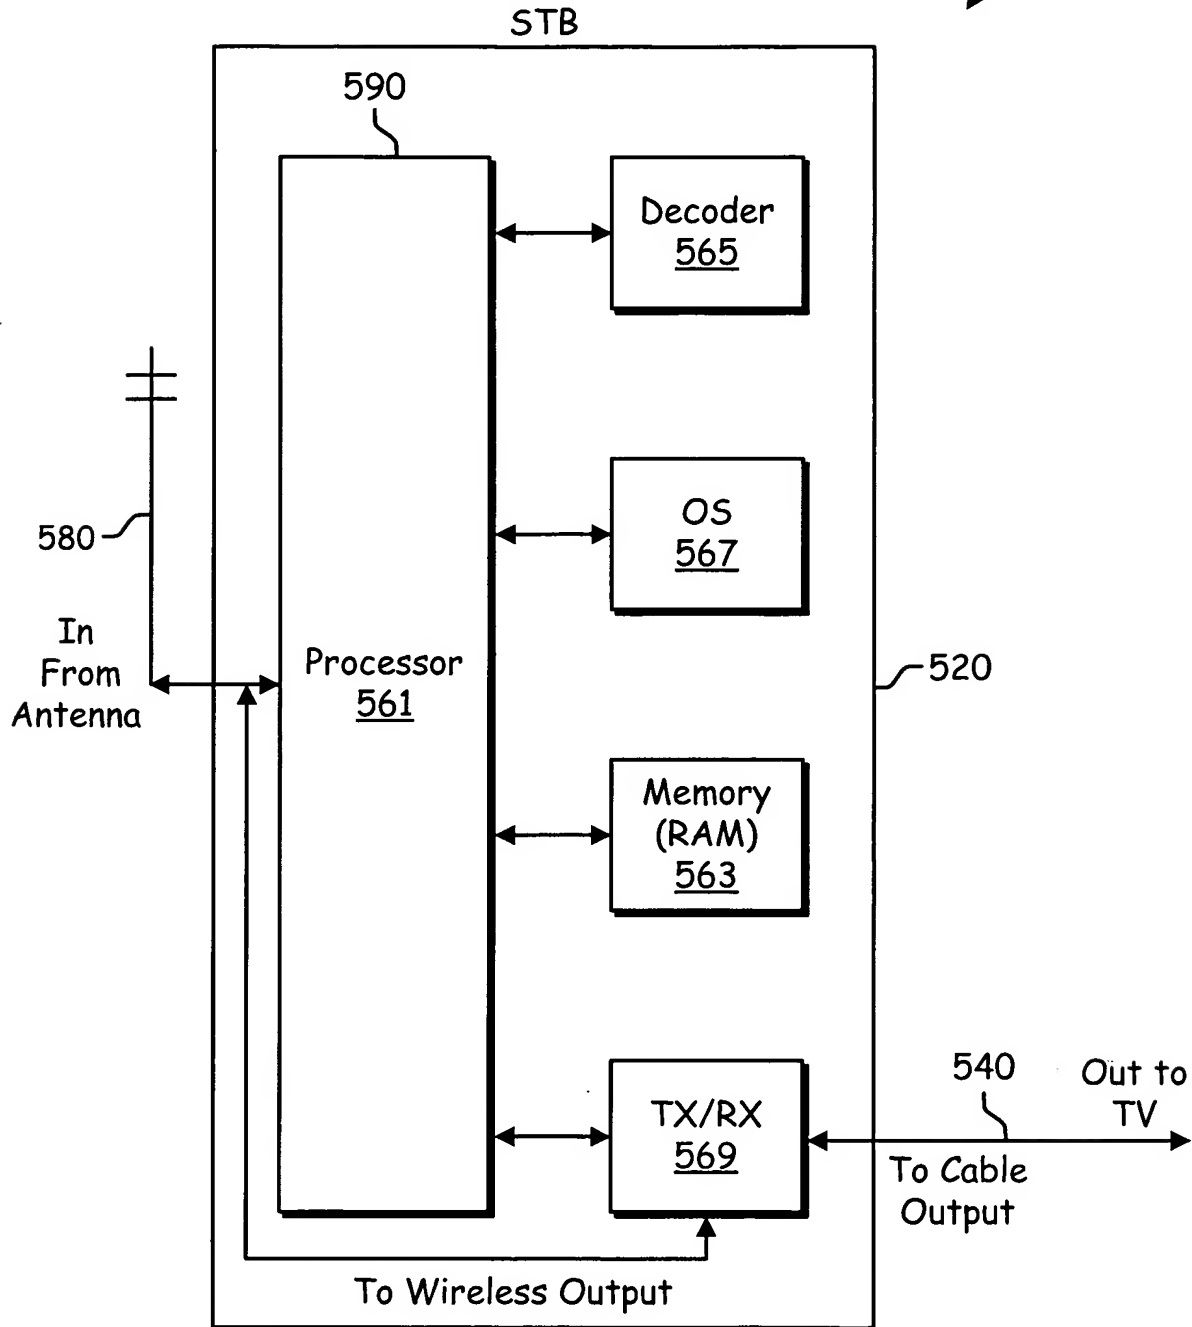 STB
590
Decoder
565
OS
567
580
In
From
Antenna
Processor
561
520
Memory
(RAM)
563
540
Out to
TV
TX/RX
569
To Cable
Output
To Wireless Output